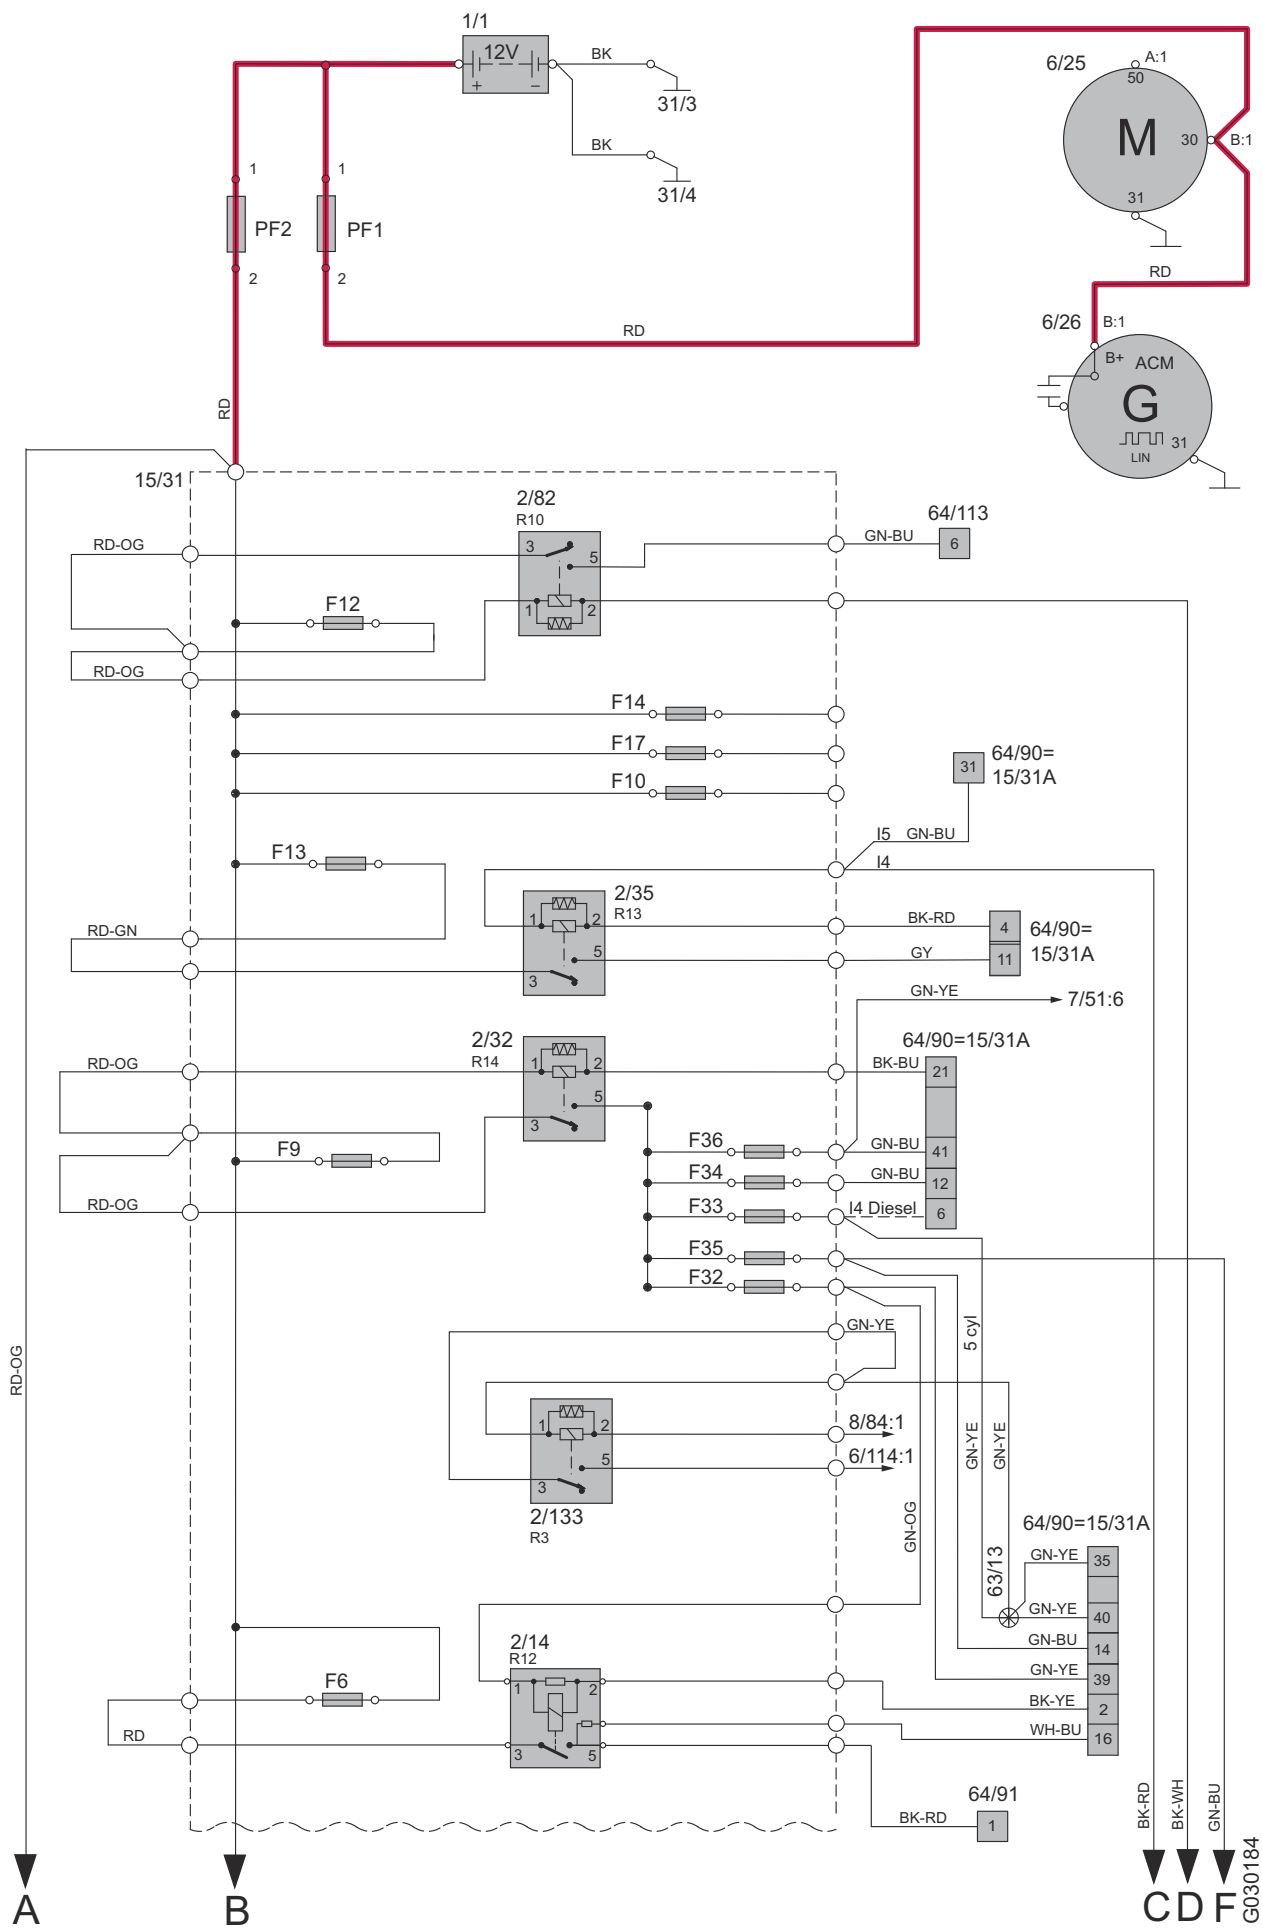 1/1
12V
+
−
BK
31/3
BK
31/4
6/25
A:1
50
M
30
B:1
31
1
PF2
2
1
PF1
2
RD
RD
6/26
B:1
B+
ACM
G
LIN
31
RD
15/31
2/82
R10
3
5
1
2
RD-OG
GN-BU
64/113
6
F12
RD-OG
F14
F17
F10
64/90=
15/31A
31
I5 GN-BU
I4
F13
2/35
R13
1
2
5
3
RD-GN
BK-RD
GY
4
11
64/90=
15/31A
GN-YE
7/51:6
2/32
R14
1
2
5
3
64/90=15/31A
RD-OG
BK-BU
21
F9
F36
GN-BU
41
F34
GN-BU
12
RD-OG
F33
I4 Diesel
6
F35
F32
GN-YE
5 cyl
RD-OG
1
2
5
3
2/133
R3
8/84:1
6/114:1
GN-YE
GN-YE
GN-OG
63/13
64/90=15/31A
GN-YE
35
GN-YE
40
GN-BU
14
GN-YE
39
BK-YE
2
WH-BU
16
2/14
R12
1
2
3
5
F6
RD
64/91
BK-RD
1
BK-RD
BK-WH
GN-BU
A
B
C
D
F
G030184